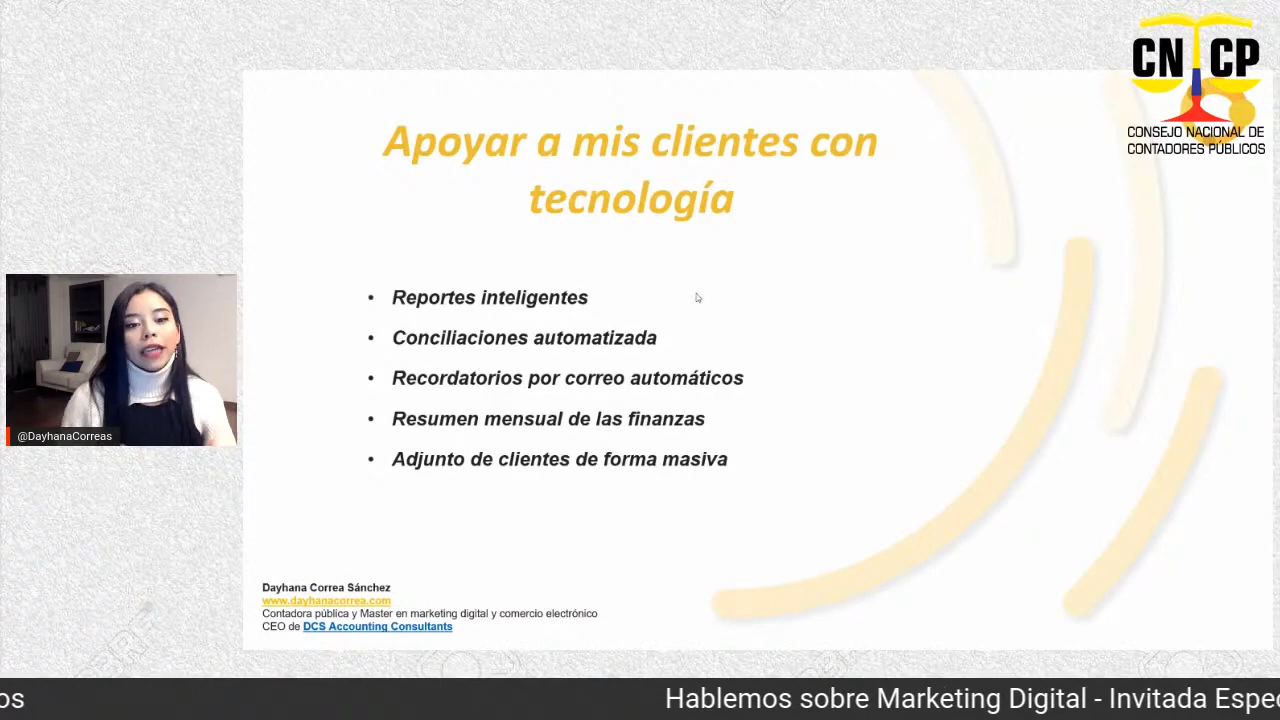 CN CP
CONSEJO NACIONAL DE
CONTADORES PÚBLICOS
Apoyar a mis clientes con
tecnología
• Reportes inteligentes
• Conciliaciones automatizada
• Recordatorios por correo automáticos
• Resumen mensual de las finanzas
• Adjunto de clientes de forma masiva
@DayhanaCorreas
Dayhana Correa Sánchez
www.dayhanacorrea.com
Contadora pública y Master en marketing digital y comercio electrónico
CEO de DCS Accounting Consultants
os Hablemos sobre Marketing Digital - Invitada Espec